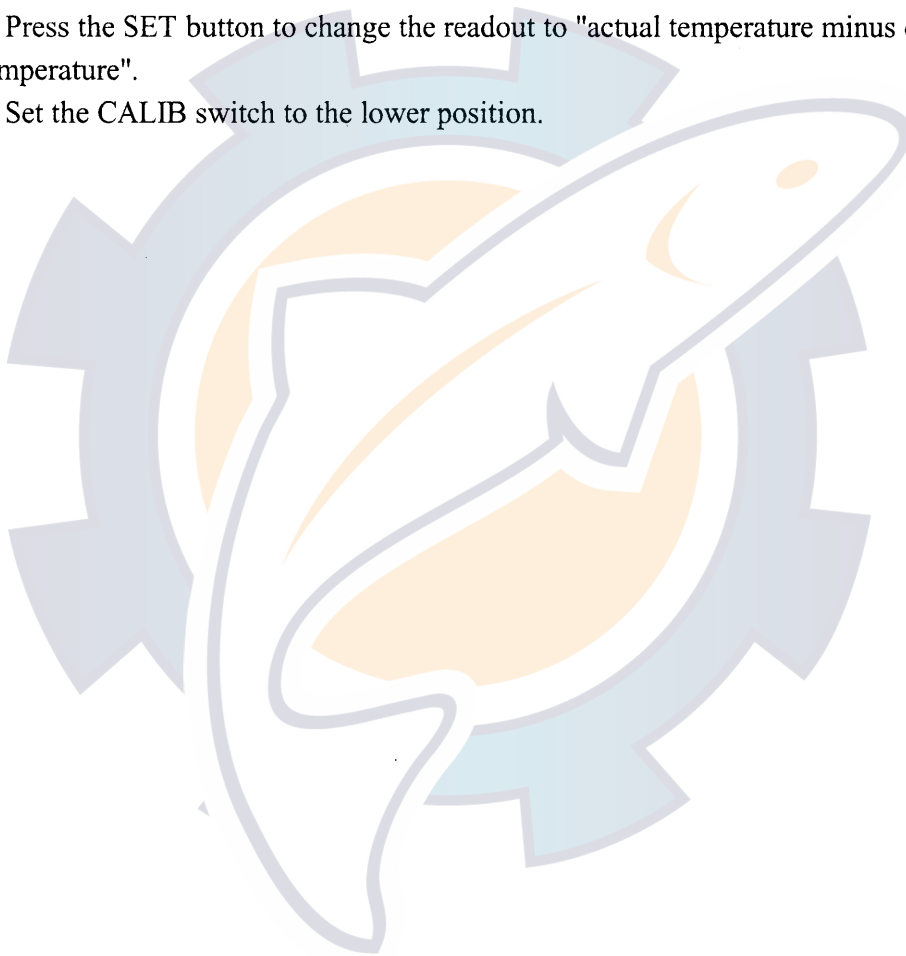 Press the SET button to change the readout to "actual temperature minus
mperature".
Set the CALIB switch to the lower position.